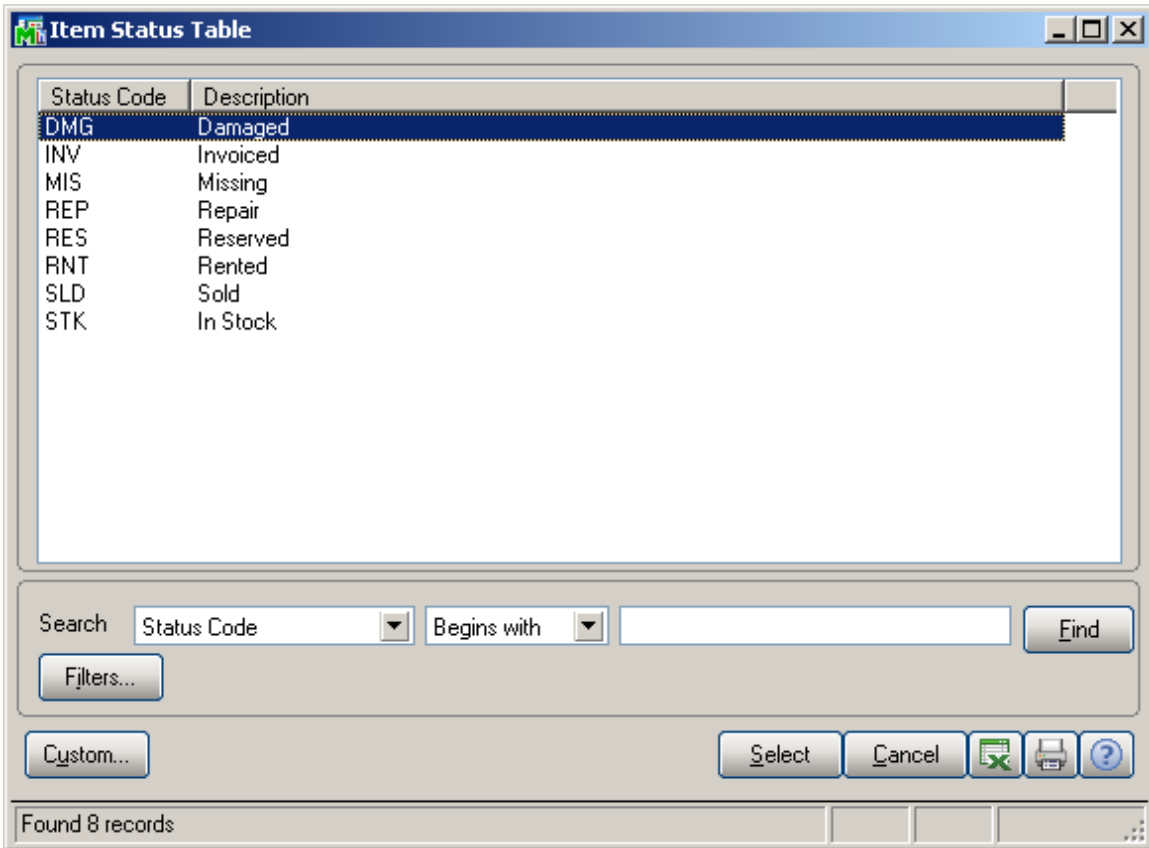 Item Status Table
Status Code Description
DMG Damaged
INV Invoiced
MIS Missing
REP Repair
RES Reserved
RNT Rented
SLD Sold
STK In Stock
Search Status Code Begins with Find
Filters...
Custom... Select Cancel
Found 8 records